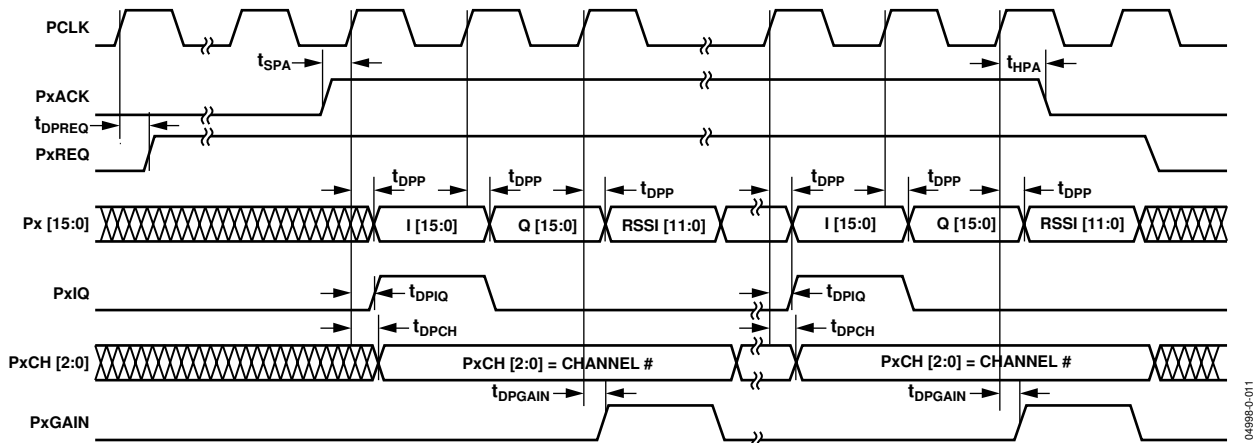 PCLK
tSPA
tHPA
PxACK
tDPREQ
PxREQ
tDPP tDPP tDPP tDPP tDPP tDPP
Px [15:0] I [15:0] Q [15:0] RSSI [11:0] I [15:0] Q [15:0] RSSI [11:0]
PxIQ tDPIQ tDPIQ
tDPCH tDPCH
PxCH [2:0] PxCH [2:0] = CHANNEL # PxCH [2:0] = CHANNEL #
tDPGAIN tDPGAIN
PxGAIN
04998-0-011